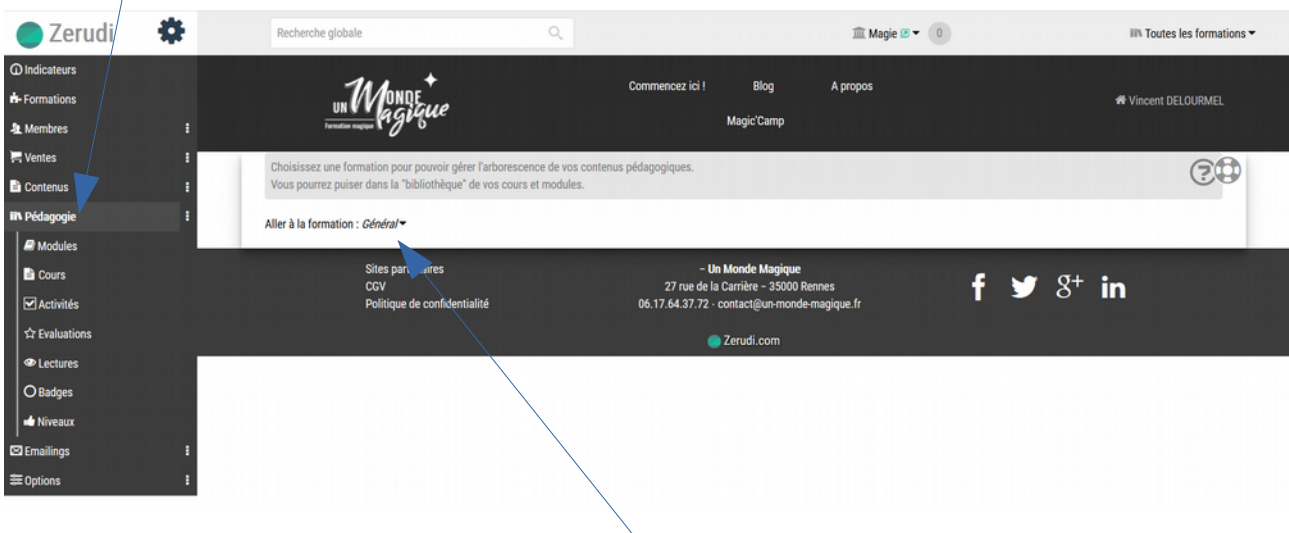 Zerudi
Recherche globale
Magie
0
Toutes les formations
Indicateurs
Formations
Membres
Ventes
Contenus
Pédagogie
Modules
Cours
Activités
Evaluations
Lectures
Badges
Niveaux
Emailings
Options
UN MONDE
Magique
Formation magique
Commencez ici !
Blog
A propos
Magic'Camp
Vincent DELOURMEL
Choisissez une formation pour pouvoir gérer l'arborescence de vos contenus pédagogiques.
Vous pourrez puiser dans la "bibliothèque" de vos cours et modules.
?
Aller à la formation : Général
Sites partenaires
CGV
Politique de confidentialité
– Un Monde Magique
27 rue de la Carrière – 35000 Rennes
06.17.64.37.72 - contact@un-monde-magique.fr
Zerudi.com
f
g+
in